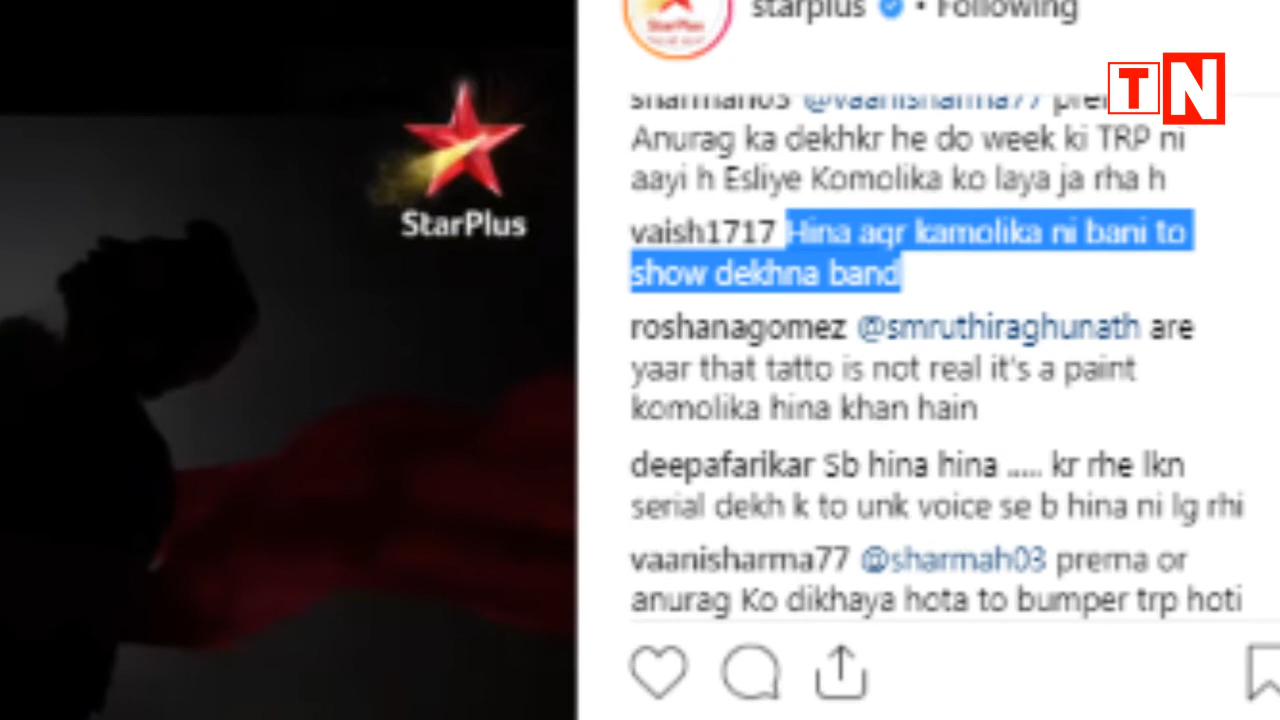 StarPlus
StarPlus
starplus • Following
TN
sharmah03 @vaanisharma77
Anurag ka dekhkr he do week ki TRP ni
aayi h Esliye Komolika ko laya ja rha h
vaish1717 Hina agr kamolika ni bani to
show dekhna band
roshanagomez @smruthiraghunath are
yaar that tatto is not real it's a paint
komolika hina khan hain
deepafarikar Sb hina hina ..... kr rhe lkn
serial dekh k to unk voice se b hina ni lg rhi
vaanisharma77 @sharmah03 prerna or
anurag Ko dikhaya hota to bumper trp hoti